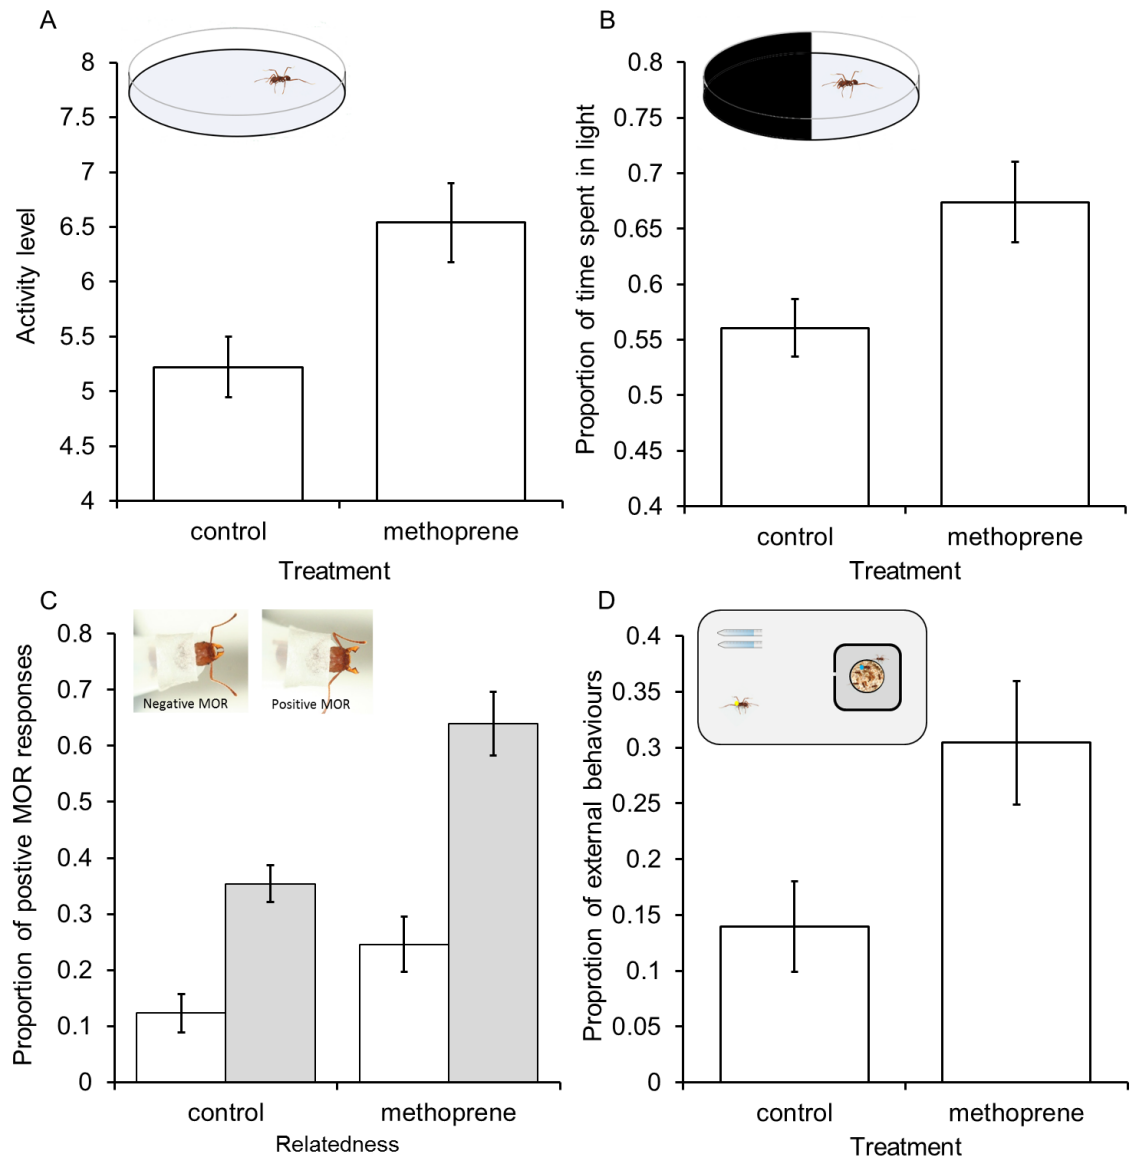 A
8
7.5
7
6.5
6
5.5
5
4.5
4
Activity level
control methoprene
Treatment
B
0.8
0.75
0.7
0.65
0.6
0.55
0.5
0.45
0.4
Proportion of time spent in light
control methoprene
Treatment
C
0.8
0.7
0.6
0.5
0.4
0.3
0.2
0.1
0
Proportion of postive MOR responses
Negative MOR
Positive MOR
control methoprene
Relatedness
D
0.4
0.35
0.3
0.25
0.2
0.15
0.1
0.05
0
Proprotion of external behaviours
control methoprene
Treatment